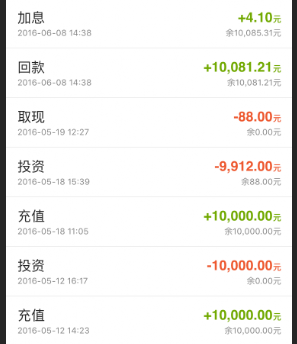 加息 +4.10元
2016-06-08 14:38 余10,085.31元
回款 +10,081.21元
2016-06-08 14:38 余10,081.21元
取现 -88.00元
2016-05-19 12:27 余0.00元
投资 -9,912.00元
2016-05-18 15:39 余88.00元
充值 +10,000.00元
2016-05-18 11:05 余10,000.00元
投资 -10,000.00元
2016-05-12 16:17 余0.00元
充值 +10,000.00元
2016-05-12 14:23 余10,000.00元